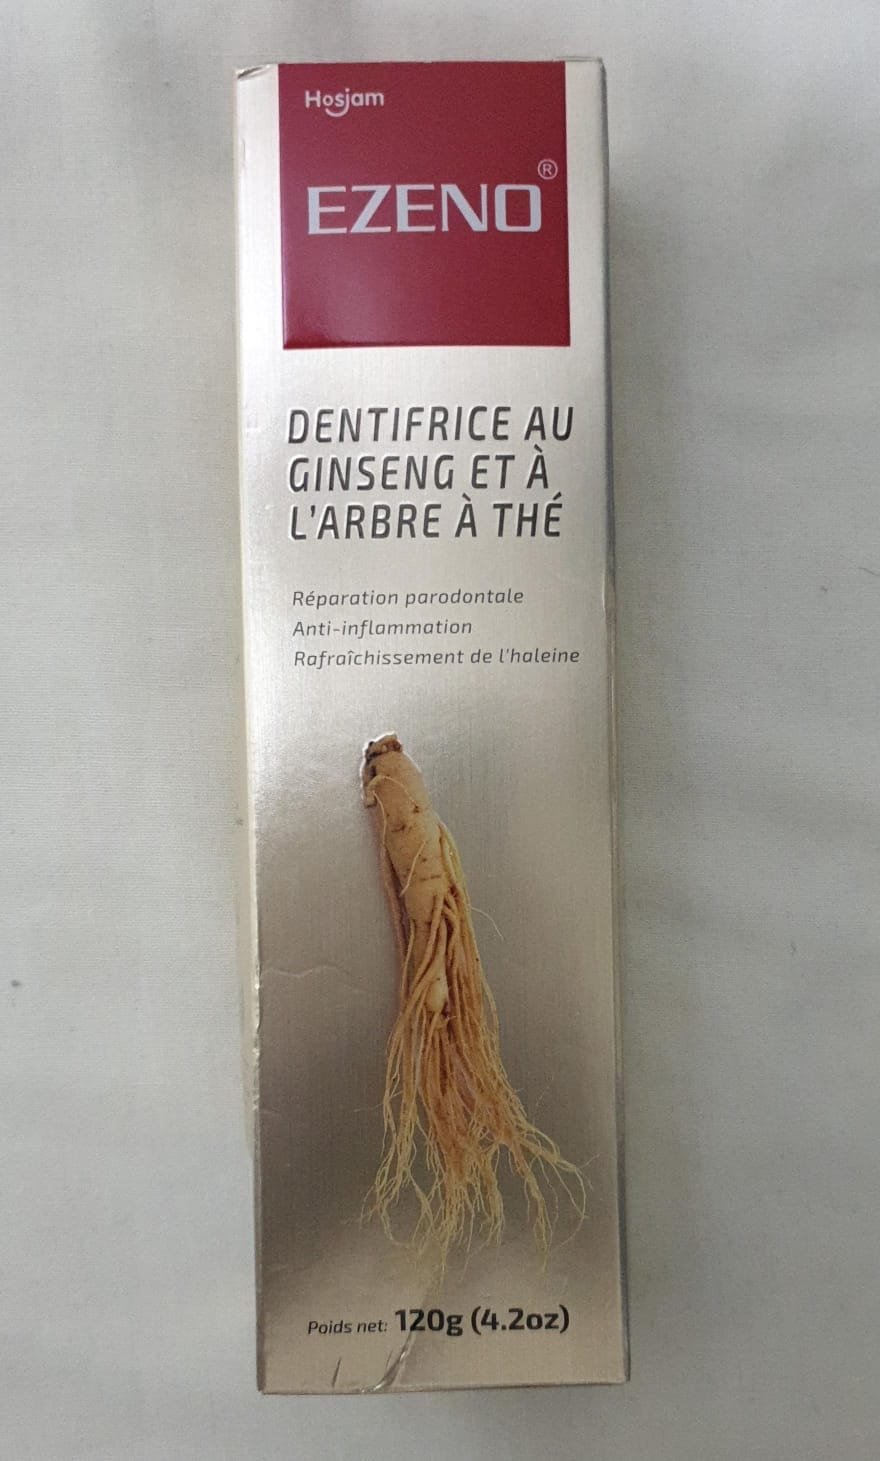 Hosjam
EZENO®
DENTIFRICE AU
GINSENG ET À
L'ARBRE À THÉ
Réparation parodontale
Anti-inflammation
Rafraîchissement de l'haleine
Poids net: 120g (4.2oz)